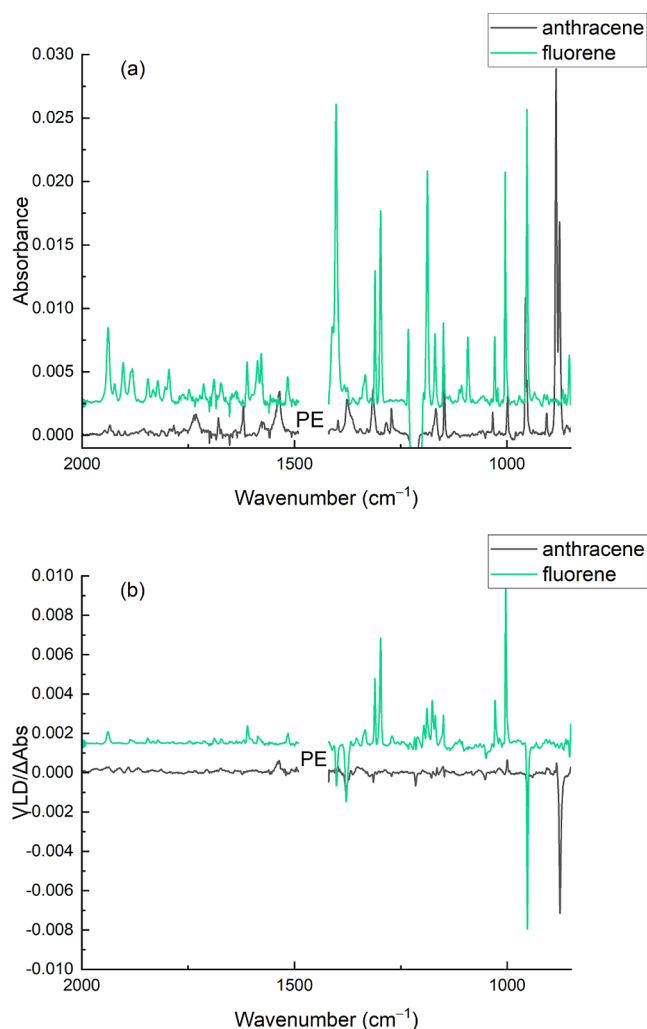 anthracene
fluorene
(a)
0.030
0.025
0.020
0.015
0.010
0.005
0.000
Absorbance
PE
2000
1500
1000
Wavenumber (cm⁻¹)
anthracene
fluorene
(b)
0.010
0.008
0.006
0.004
0.002
0.000
-0.002
-0.004
-0.006
-0.008
-0.010
VLD/ΔAbs
PE
2000
1500
1000
Wavenumber (cm⁻¹)